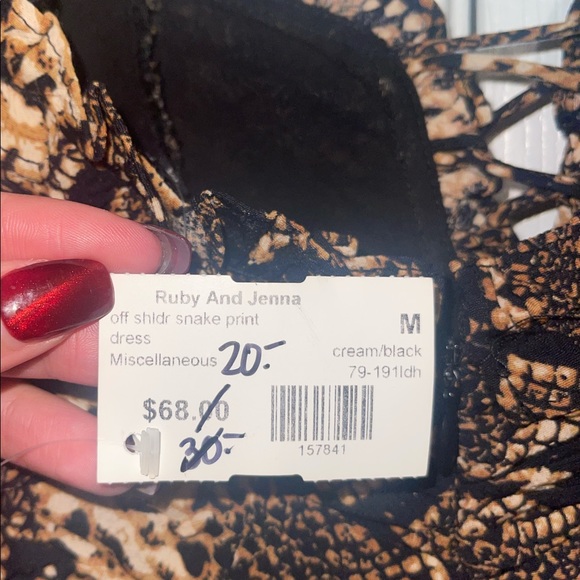 Ruby And Jenna
off shldr snake print M
dress
Miscellaneous 20.- cream/black
79-191ldh
$68.00
30.-
157841